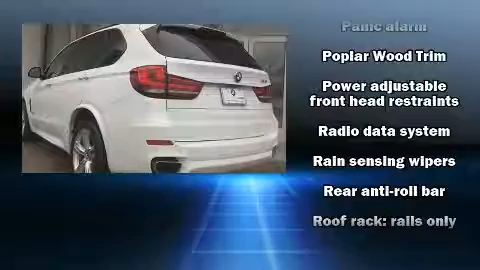 Panic alarm
Poplar Wood Trim
Power adjustable
front head restraints
Radio data system
Rain sensing wipers
Rear anti-roll bar
Roof rack: rails only